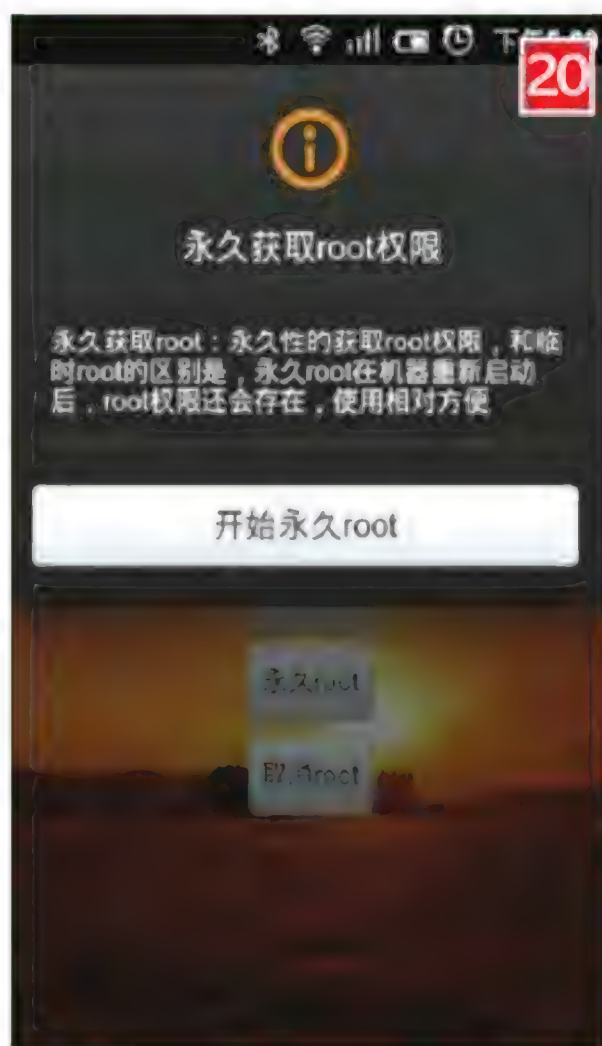 20
永久获取root权限
永久获取root：永久性的获取root权限，和临
时root的区别是，永久root在机器重新启动
后，root权限还会存在，使用相对方便
开始永久root
永久root